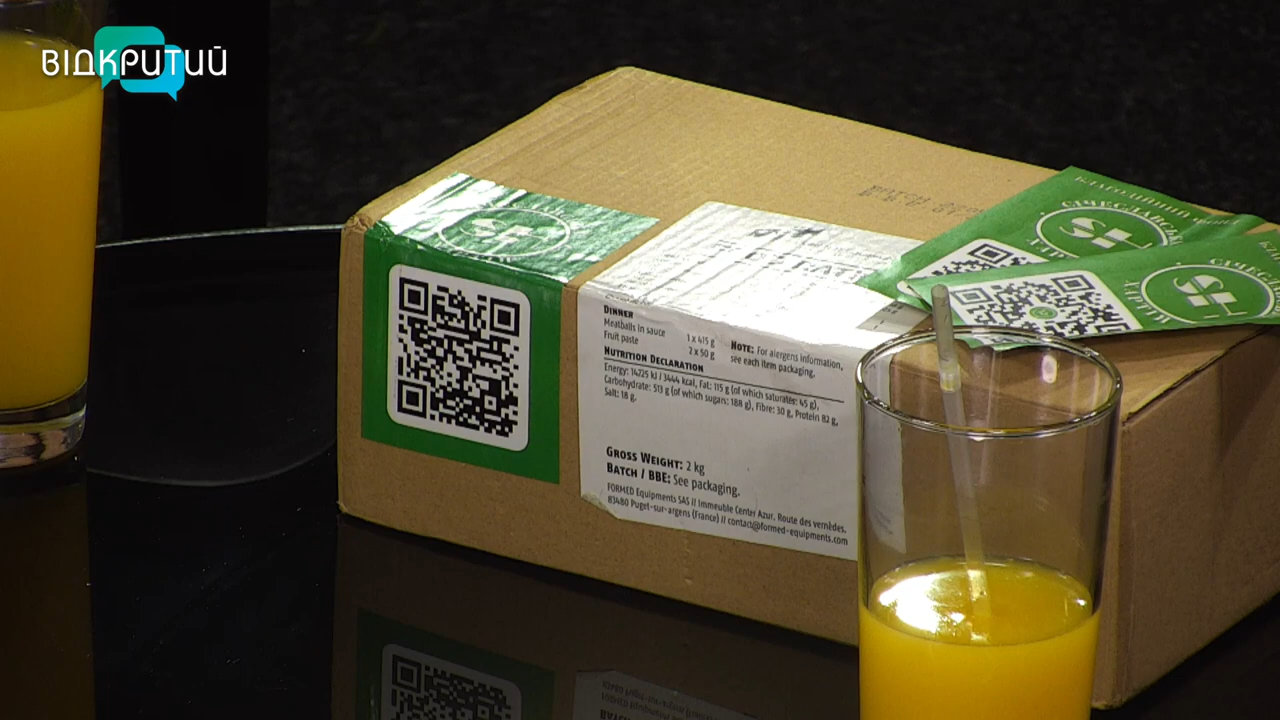 ВІДКРИТИЙ
БЛАГОДІЙНИЙ
СІЧЕСЛАВСЬКІ
DINNER
Meatballs in sauce 1 x 415 g
Fruit paste 2 x 50 g
NOTE: For alergens information,
see each item packaging.
NUTRITION DECLARATION
Energy: 14225 kJ / 3444 kcal, Fat: 115 g (of which saturates: 45 g),
Carbohydrate: 513 g (of which sugars: 188 g), Fibre: 30 g, Protein 82 g,
Salt: 18 g.
GROSS WEIGHT: 2 kg
BATCH / BBE: See packaging.
FORMED Equipments SAS // Immeuble Center Azur, Route des vernèdes.
83480 Puget-sur-argens (France) // contact@formed-equipments.com